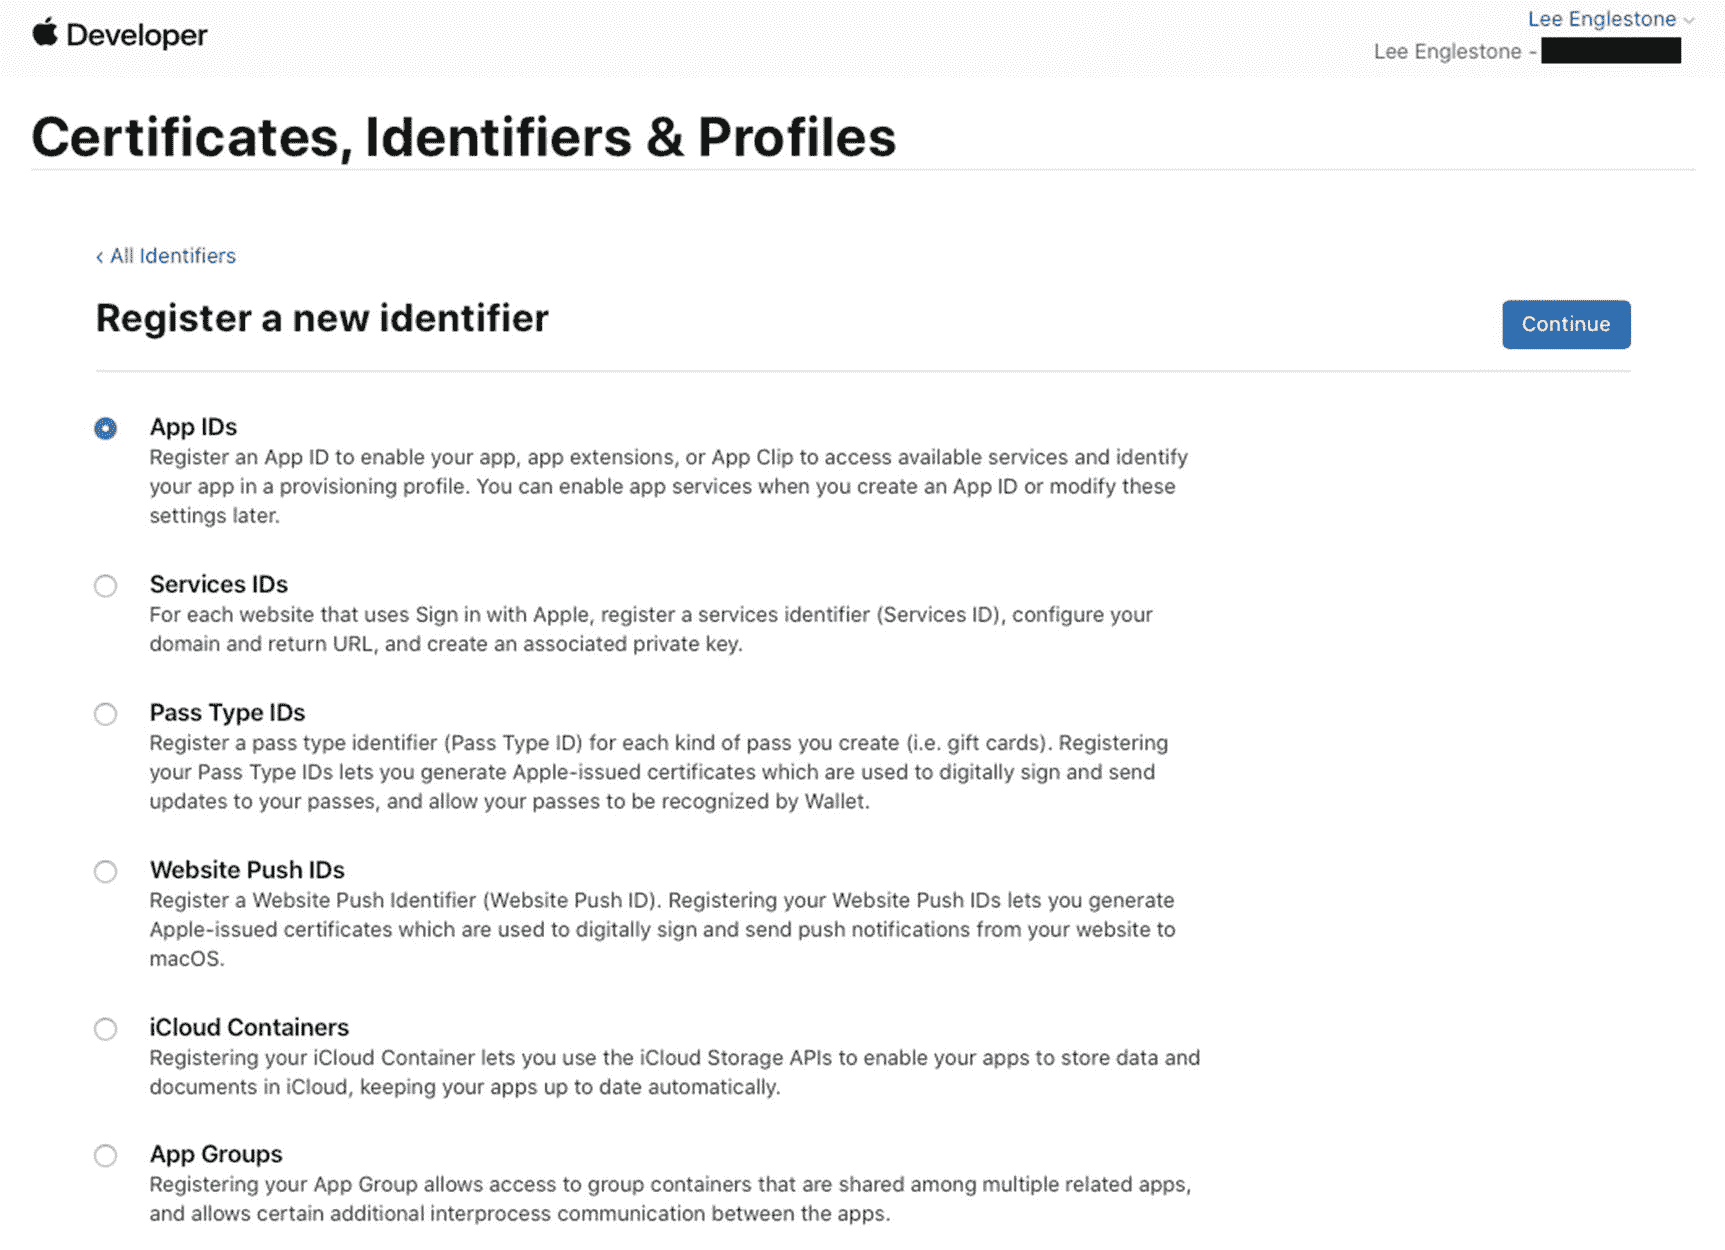 Developer
Lee Englestone
Lee Englestone -
Certificates, Identifiers & Profiles
‹ All Identifiers
Register a new identifier
Continue
App IDs
Register an App ID to enable your app, app extensions, or App Clip to access available services and identify
your app in a provisioning profile. You can enable app services when you create an App ID or modify these
settings later.
Services IDs
For each website that uses Sign in with Apple, register a services identifier (Services ID), configure your
domain and return URL, and create an associated private key.
Pass Type IDs
Register a pass type identifier (Pass Type ID) for each kind of pass you create (i.e. gift cards). Registering
your Pass Type IDs lets you generate Apple-issued certificates which are used to digitally sign and send
updates to your passes, and allow your passes to be recognized by Wallet.
Website Push IDs
Register a Website Push Identifier (Website Push ID). Registering your Website Push IDs lets you generate
Apple-issued certificates which are used to digitally sign and send push notifications from your website to
macOS.
iCloud Containers
Registering your iCloud Container lets you use the iCloud Storage APIs to enable your apps to store data and
documents in iCloud, keeping your apps up to date automatically.
App Groups
Registering your App Group allows access to group containers that are shared among multiple related apps,
and allows certain additional interprocess communication between the apps.